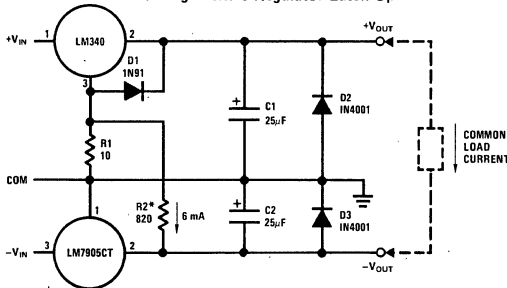 +VIN
1
LM340
2
3
D1
1N91
+VOUT
R1
10
C1
25µF
D2
IN4001
COMMON
LOAD
CURRENT
COM
1
R2*
820
6 mA
C2
25µF
D3
IN4001
-VIN
3
LM7905CT
2
-VOUT